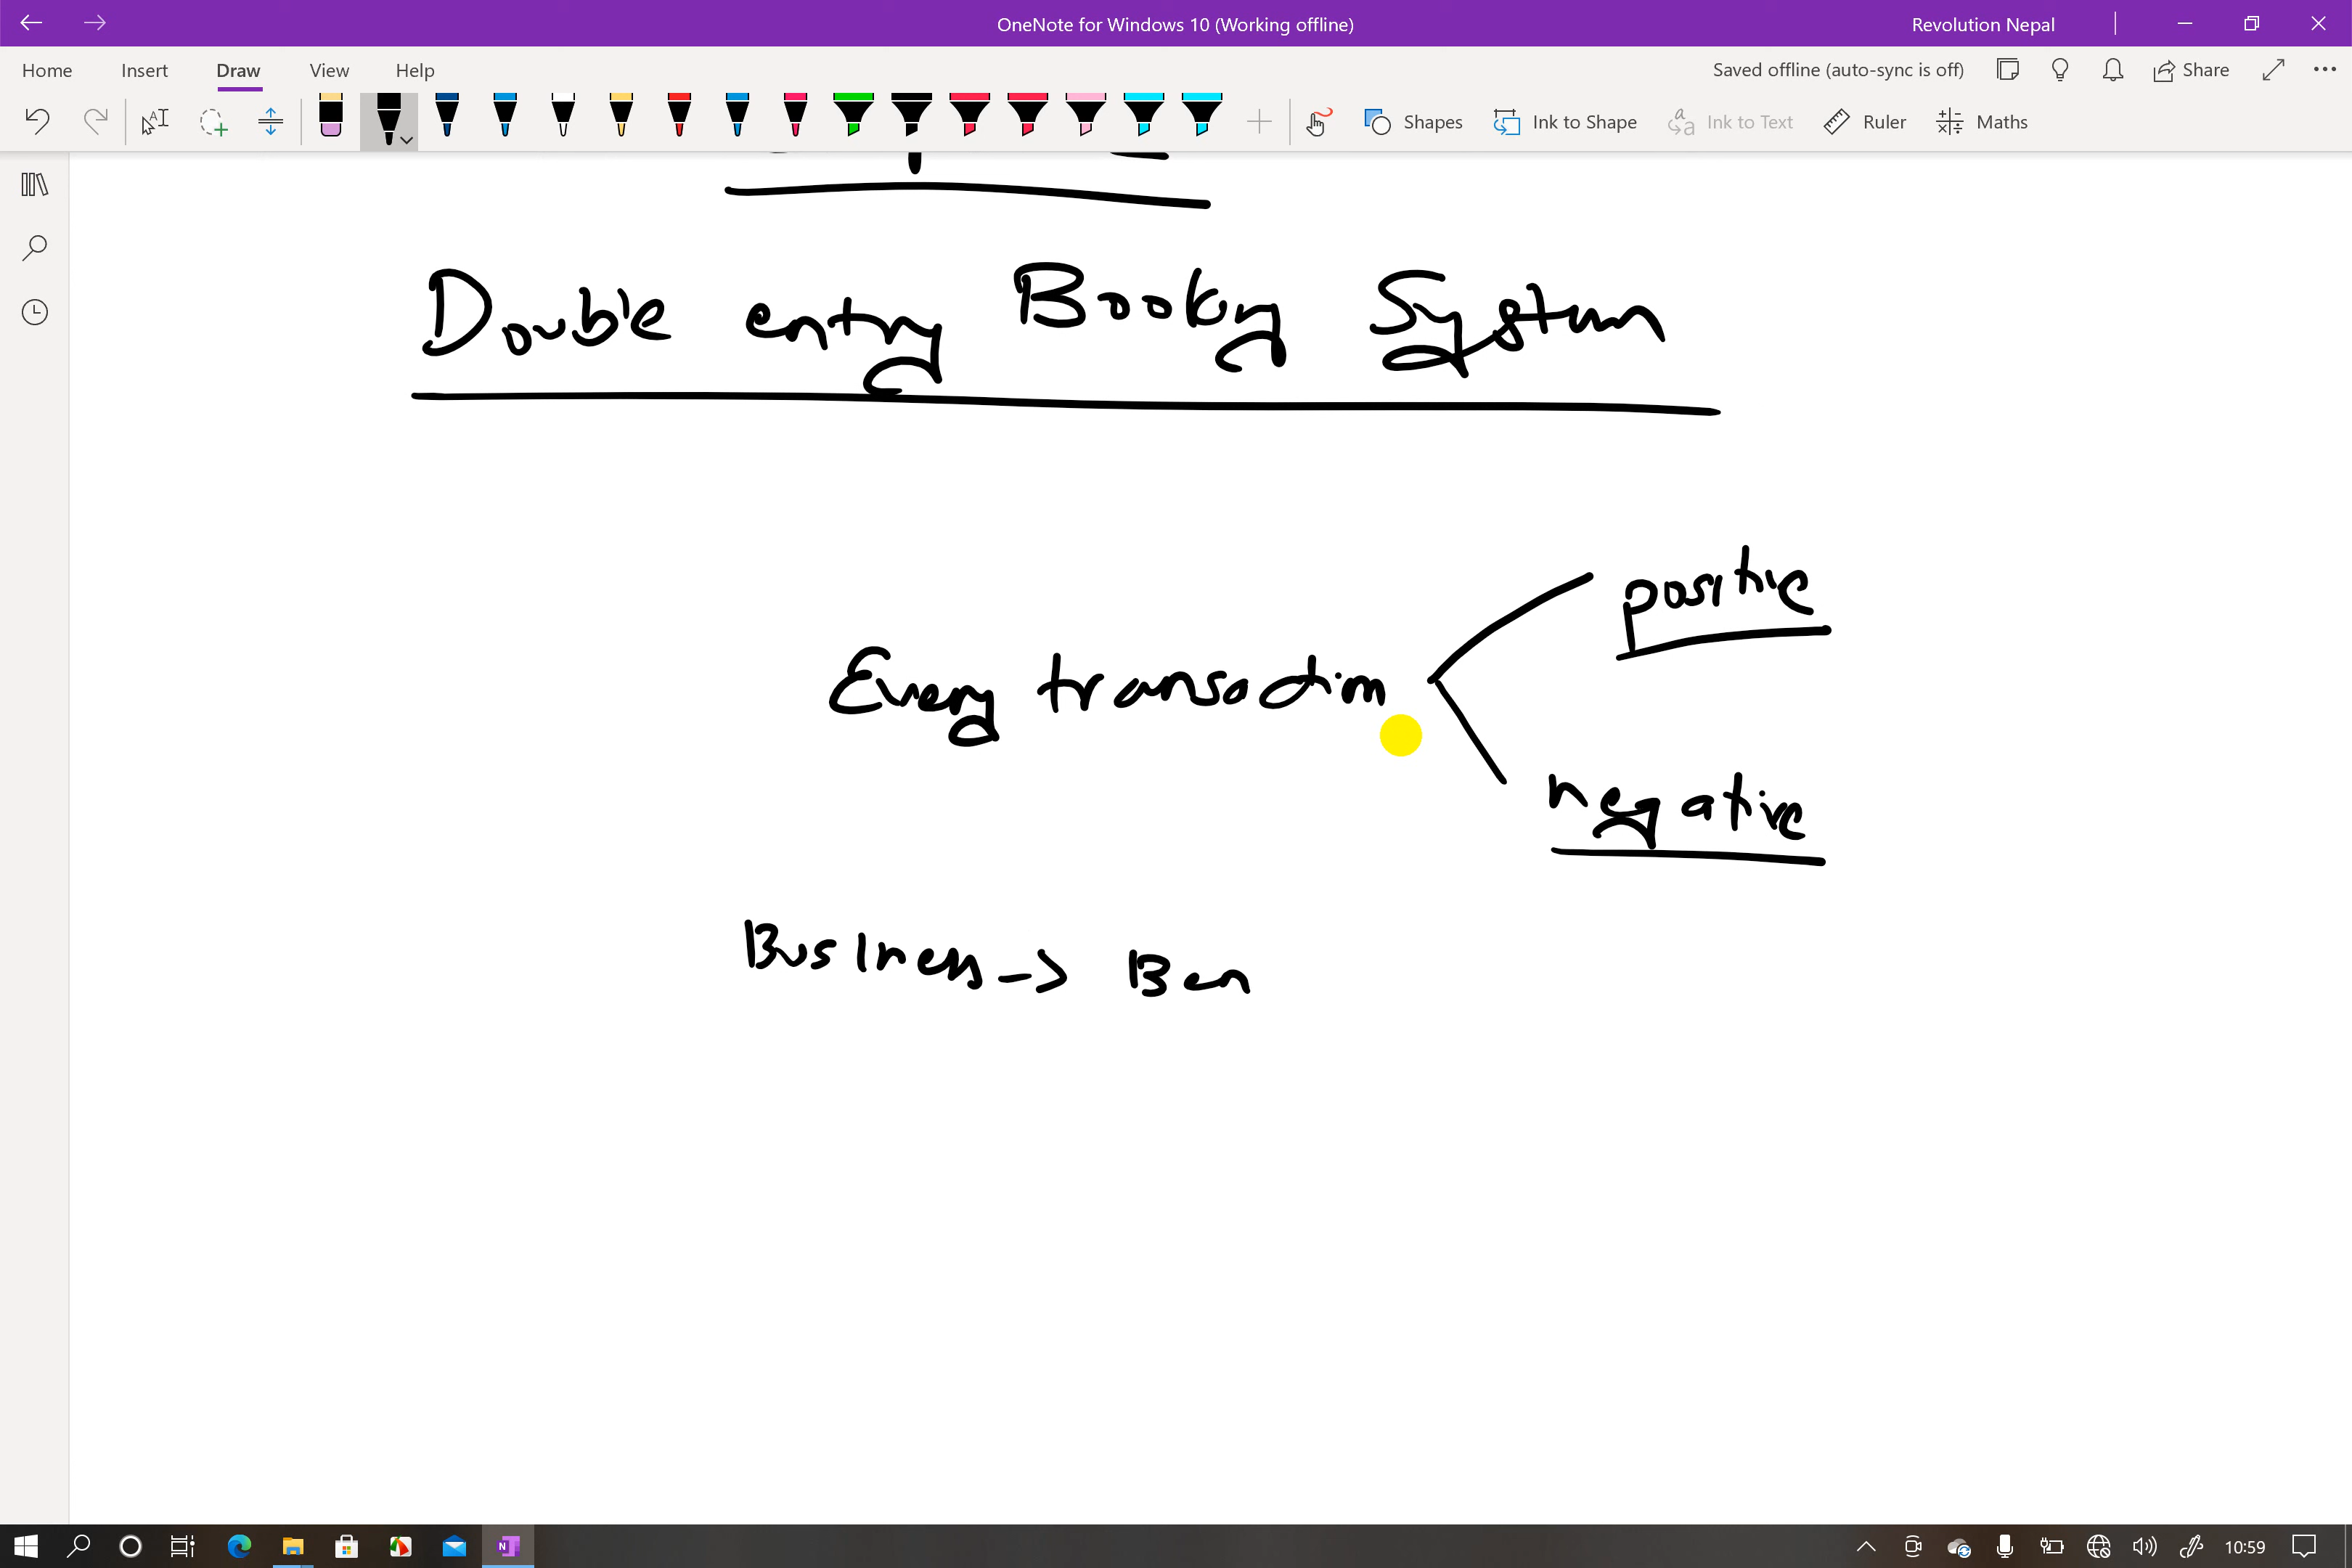 OneNote for Windows 10 (Working offline)
Revolution Nepal
Home Insert Draw View Help
Saved offline (auto-sync is off) Share
Shapes Ink to Shape Ink to Text Ruler Maths
Double entry System
positive
Every transaction
negative
Business -> Ben
10:59